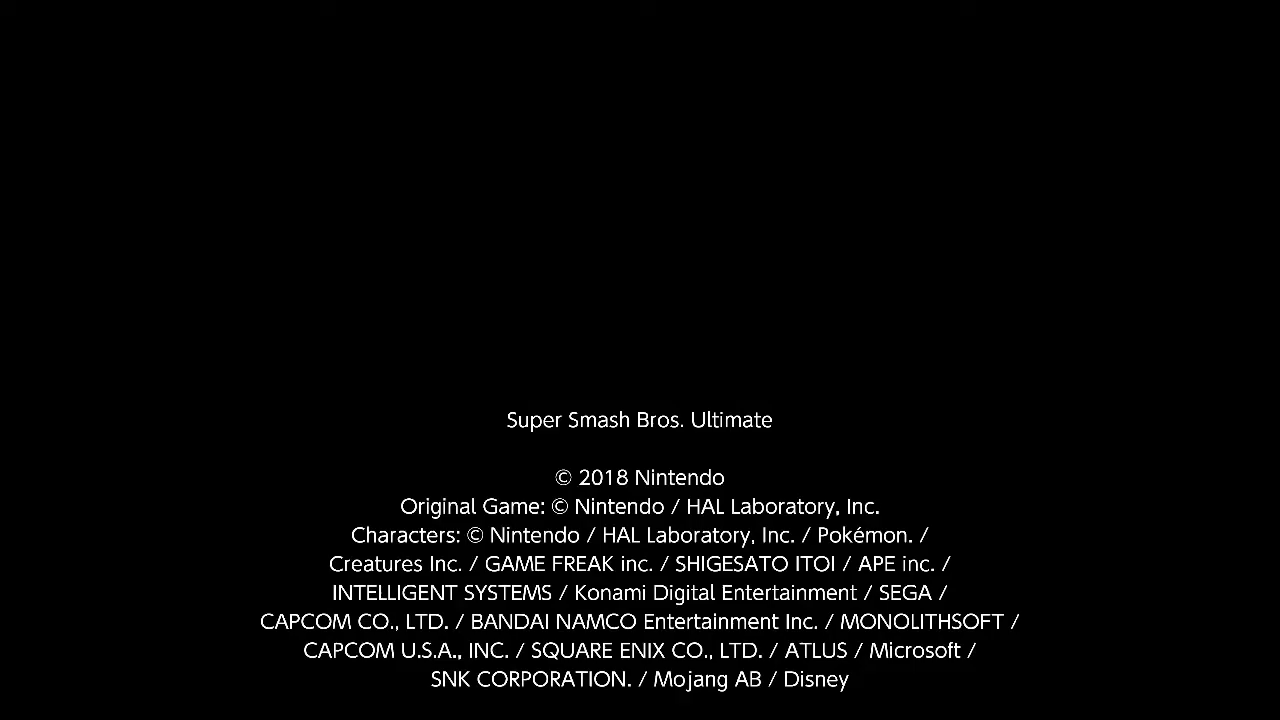 Super Smash Bros. Ultimate
© 2018 Nintendo
Original Game: © Nintendo / HAL Laboratory, Inc.
Characters: © Nintendo / HAL Laboratory, Inc. / Pokémon. /
Creatures Inc. / GAME FREAK inc. / SHIGESATO ITOI / APE inc. /
INTELLIGENT SYSTEMS / Konami Digital Entertainment / SEGA /
CAPCOM CO., LTD. / BANDAI NAMCO Entertainment Inc. / MONOLITHSOFT /
CAPCOM U.S.A., INC. / SQUARE ENIX CO., LTD. / ATLUS / Microsoft /
SNK CORPORATION. / Mojang AB / Disney